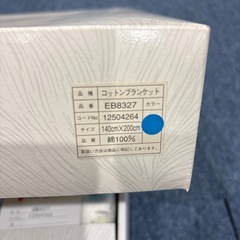 品種 コットンブランケット
品番 EB8327 カラー
コードNo 12504264
サイズ 140cm×200cm
品質 綿100%